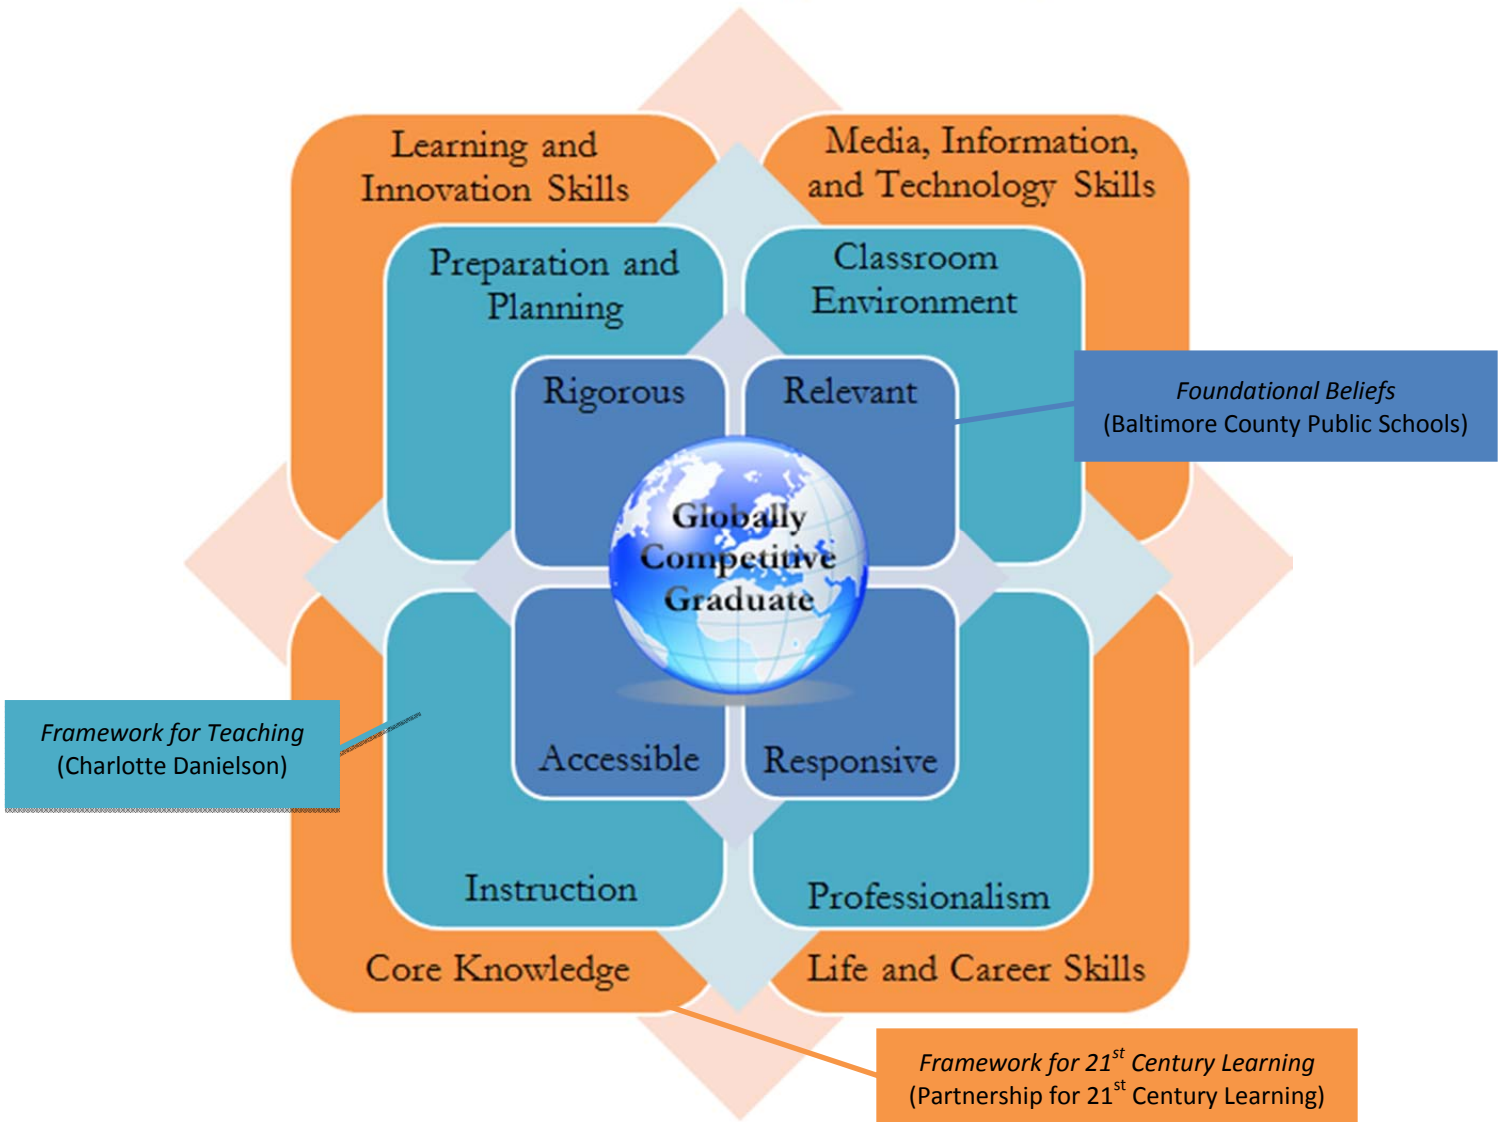 Learning and
Innovation Skills
Media, Information,
and Technology Skills
Preparation and
Planning
Classroom
Environment
Rigorous
Relevant
Foundational Beliefs
(Baltimore County Public Schools)
Globally
Competitive
Graduate
Framework for Teaching
(Charlotte Danielson)
Accessible
Responsive
Instruction
Professionalism
Core Knowledge
Life and Career Skills
Framework for 21st Century Learning
(Partnership for 21st Century Learning)